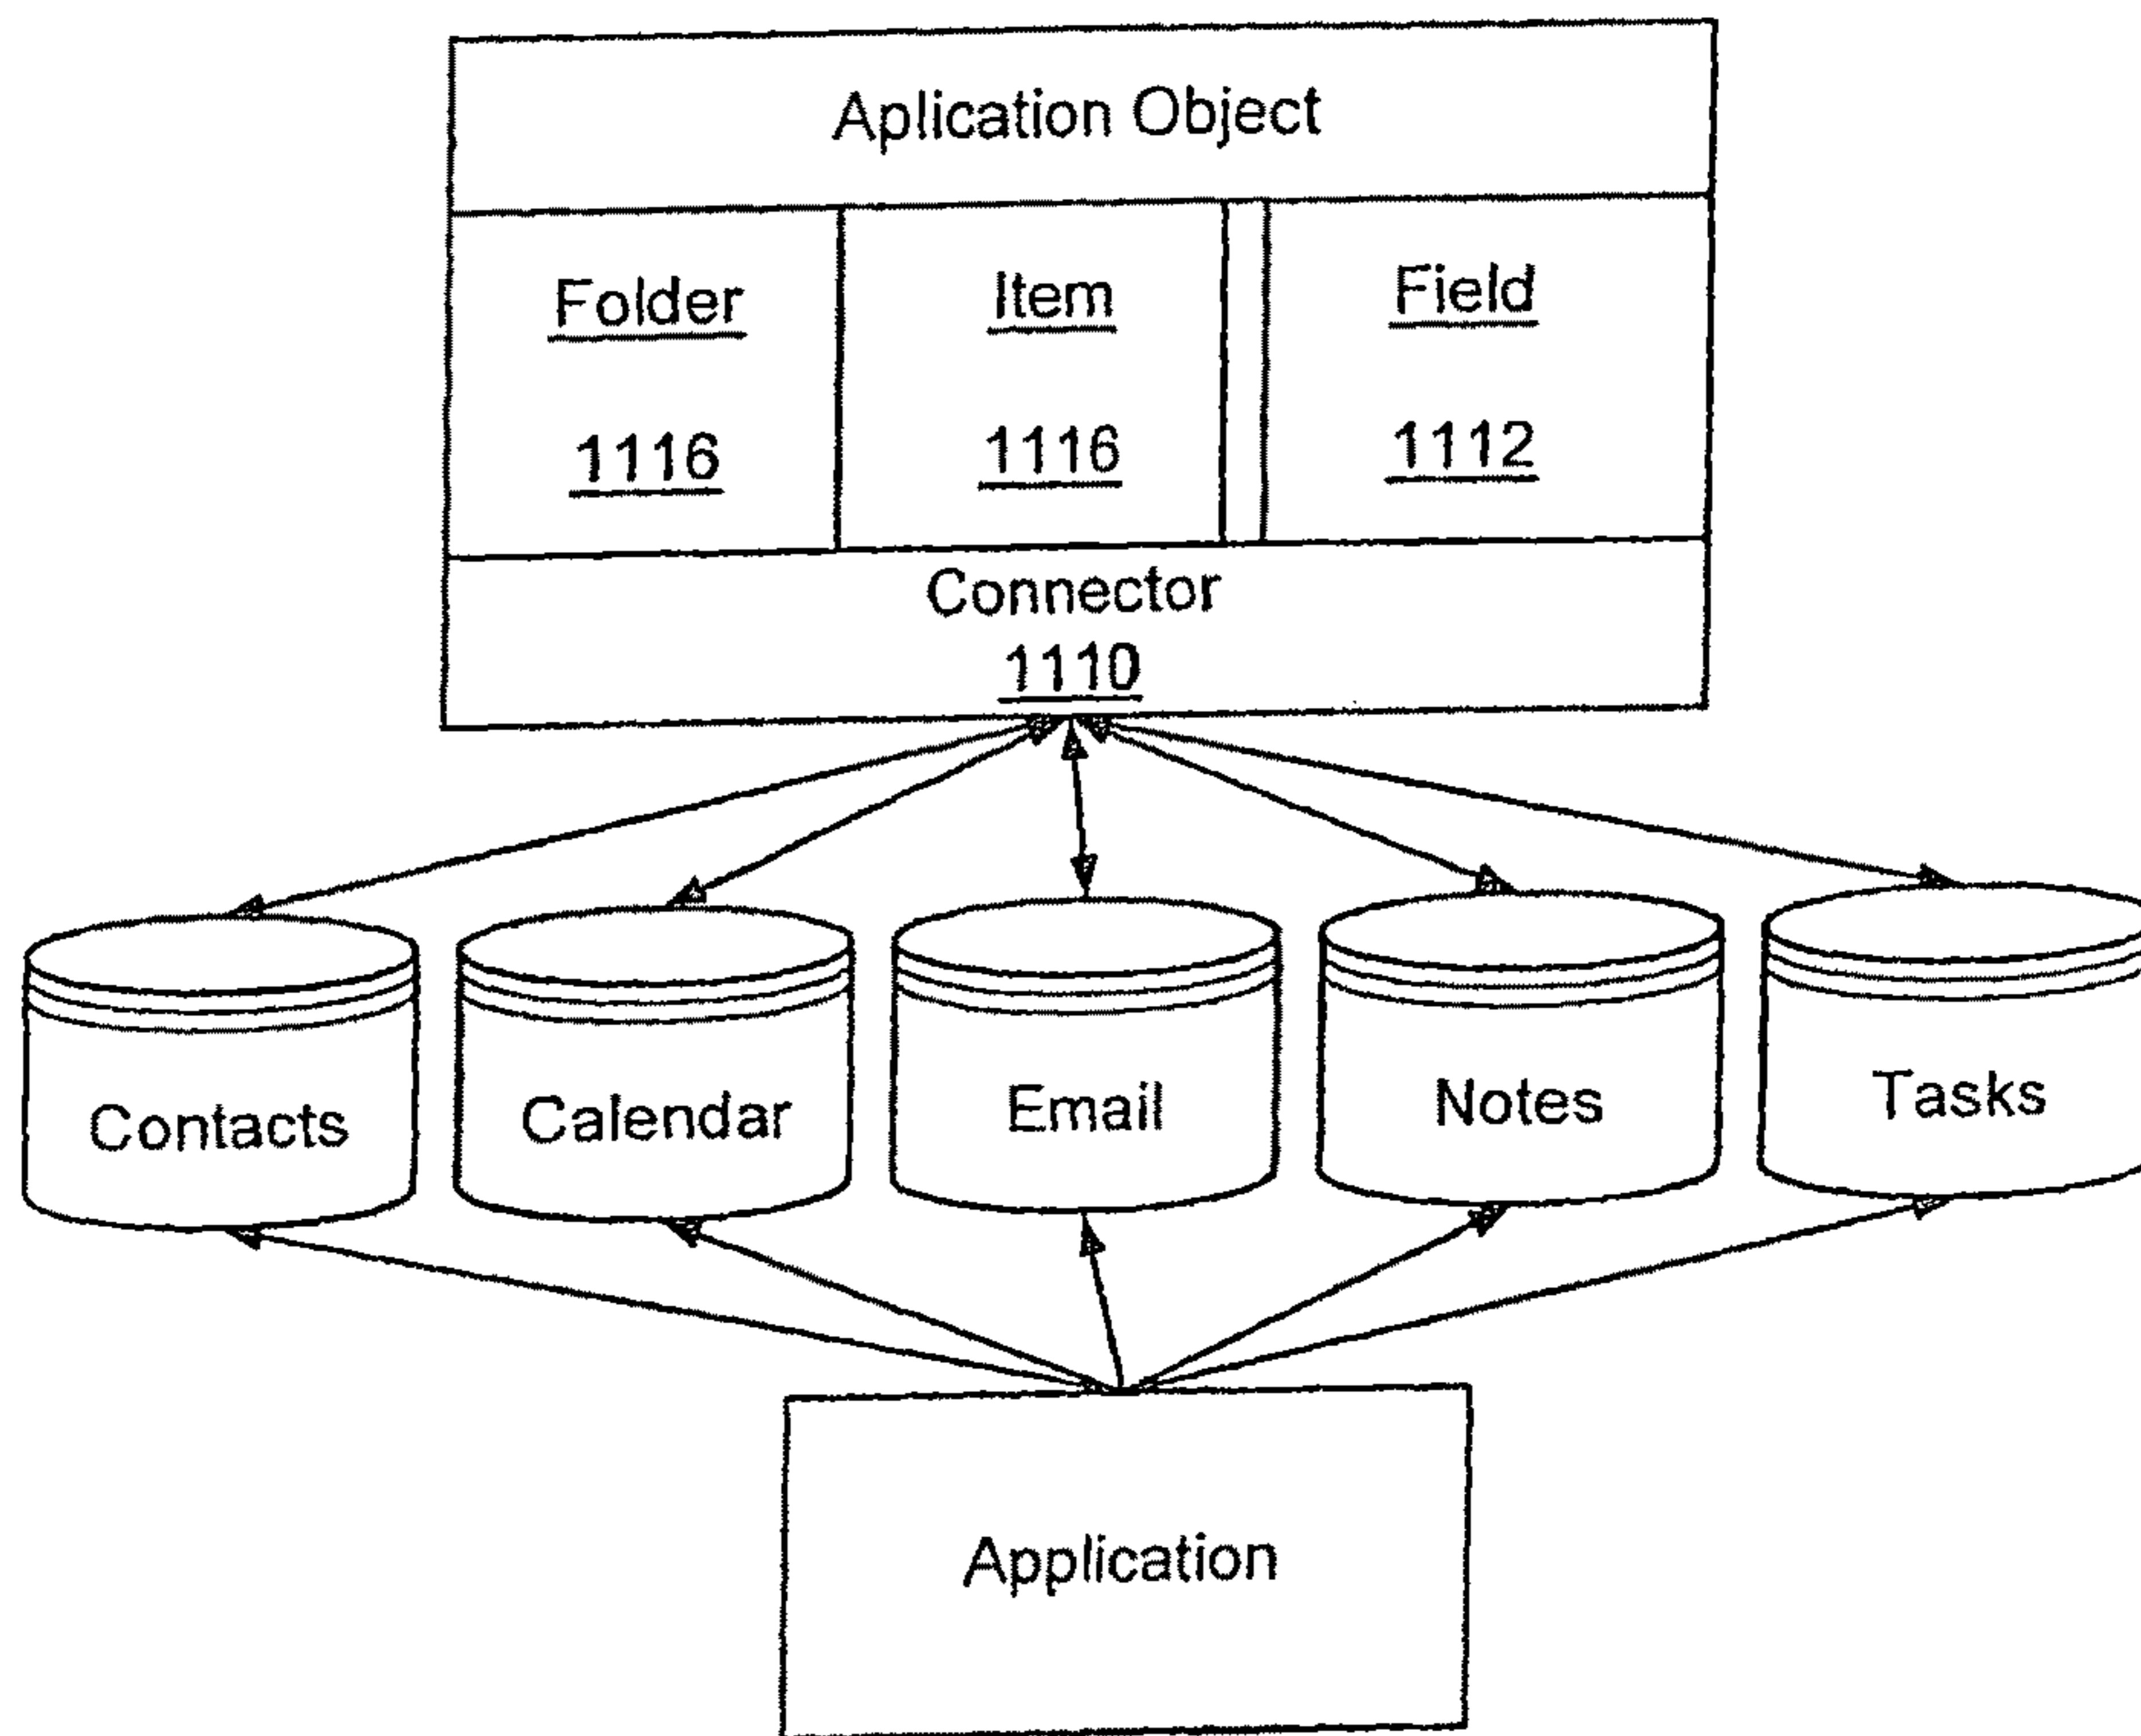 Aplication Object
Folder
Item
Field
1116
1116
1112
Connector
1110
Contacts
Calendar
Email
Notes
Tasks
Application